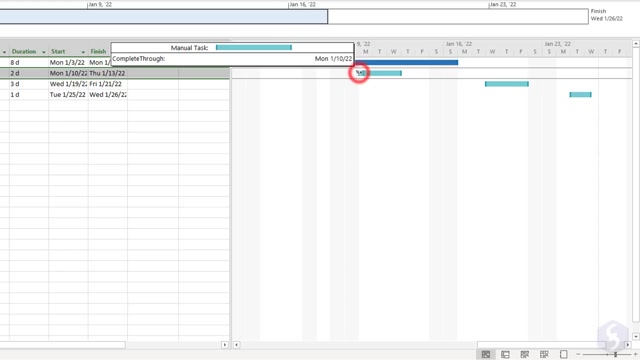 Jan 9, '22 Jan 16, '22 Jan 23, '22
Finish
Wed 1/26/22
Manual Task:
CompleteThrough: Mon 1/10/22
9, '22 Jan 16, '22 Jan 23, '22
Duration Start Finish
M T W T F S S M T W T F S S M T W T F S
8 d Mon 1/3/22 Mon
2 d Mon 1/10/22 Thu 1/13/22
3 d Wed 1/19/22 Fri 1/21/22
1 d Tue 1/25/22 Wed 1/26/22